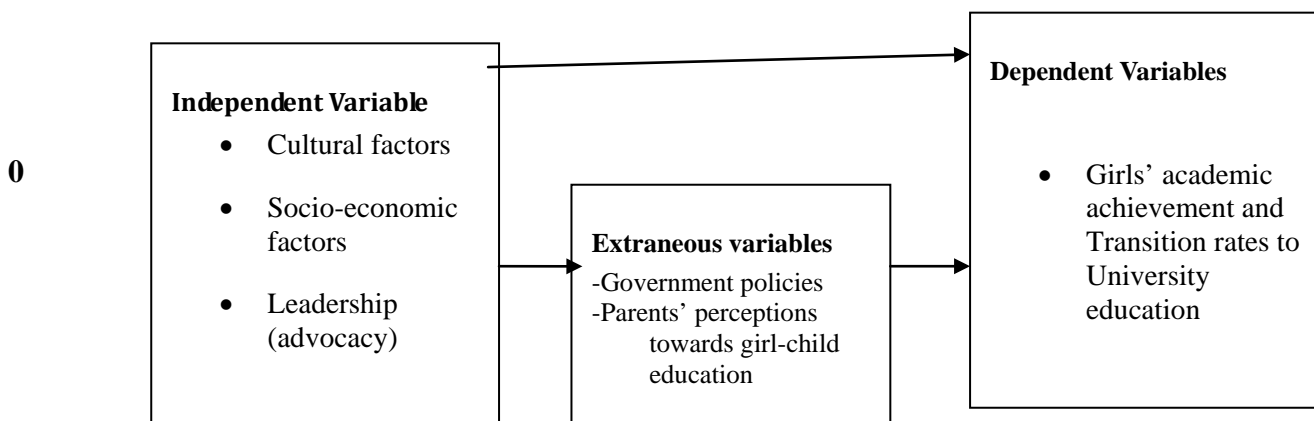 0
Independent Variable
• Cultural factors
• Socio-economic
factors
• Leadership
(advocacy)
Extraneous variables
-Government policies
-Parents’ perceptions
towards girl-child
education
Dependent Variables
• Girls’ academic
achievement and
Transition rates to
University
education